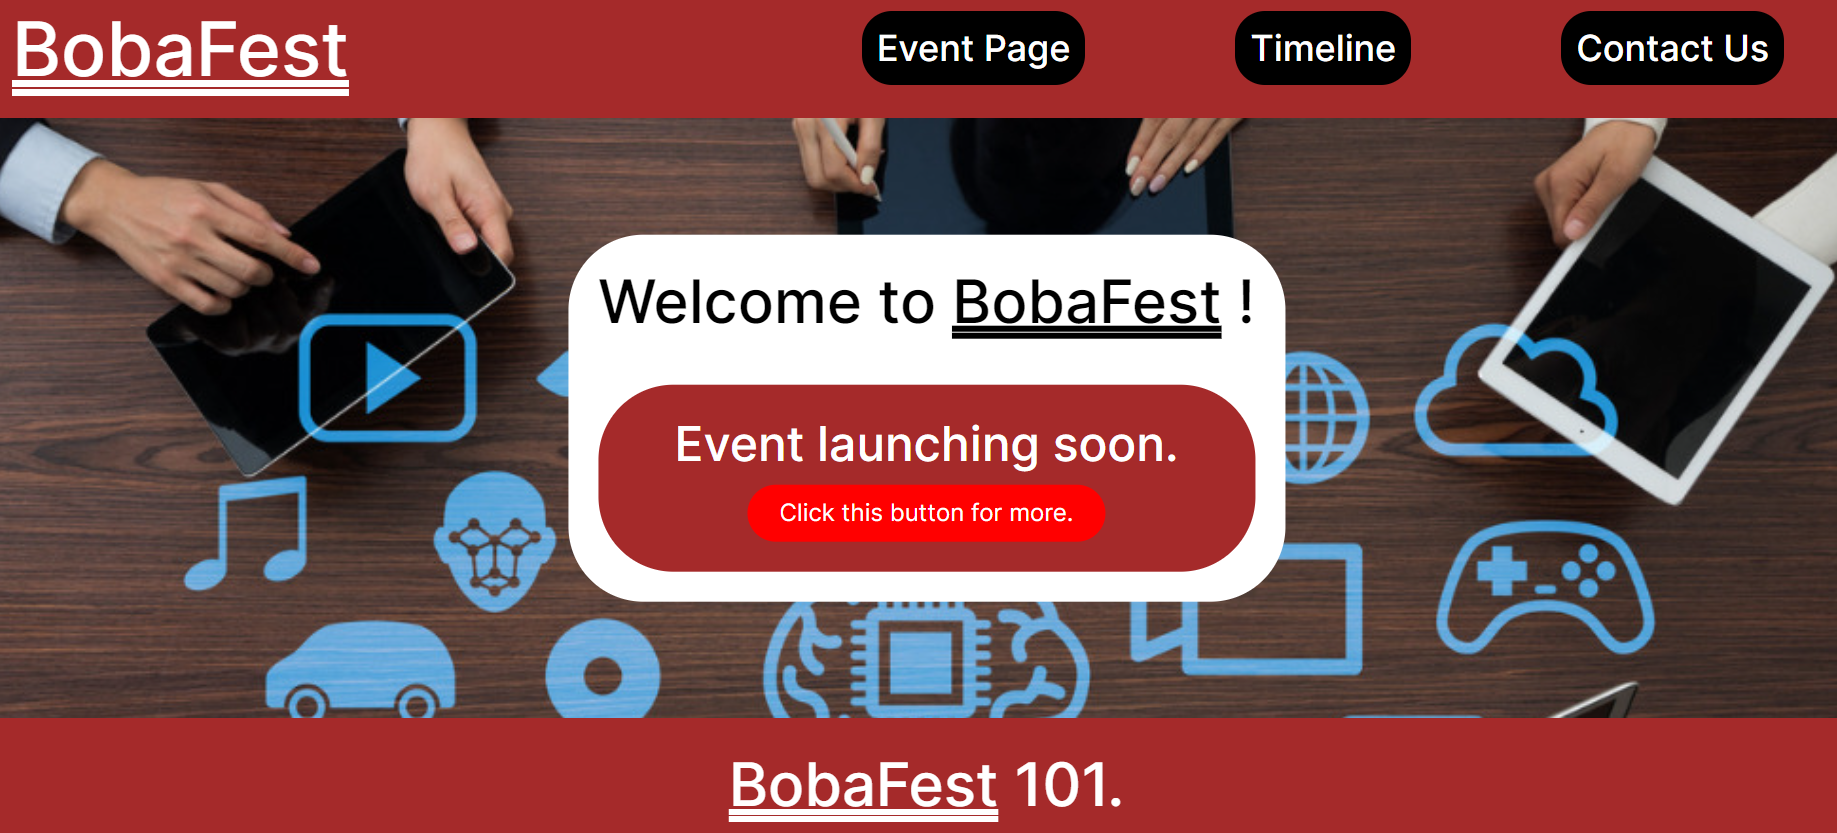 BobaFest
Event Page
Timeline
Contact Us
Welcome to BobaFest !
Event launching soon.
Click this button for more.
BobaFest 101.